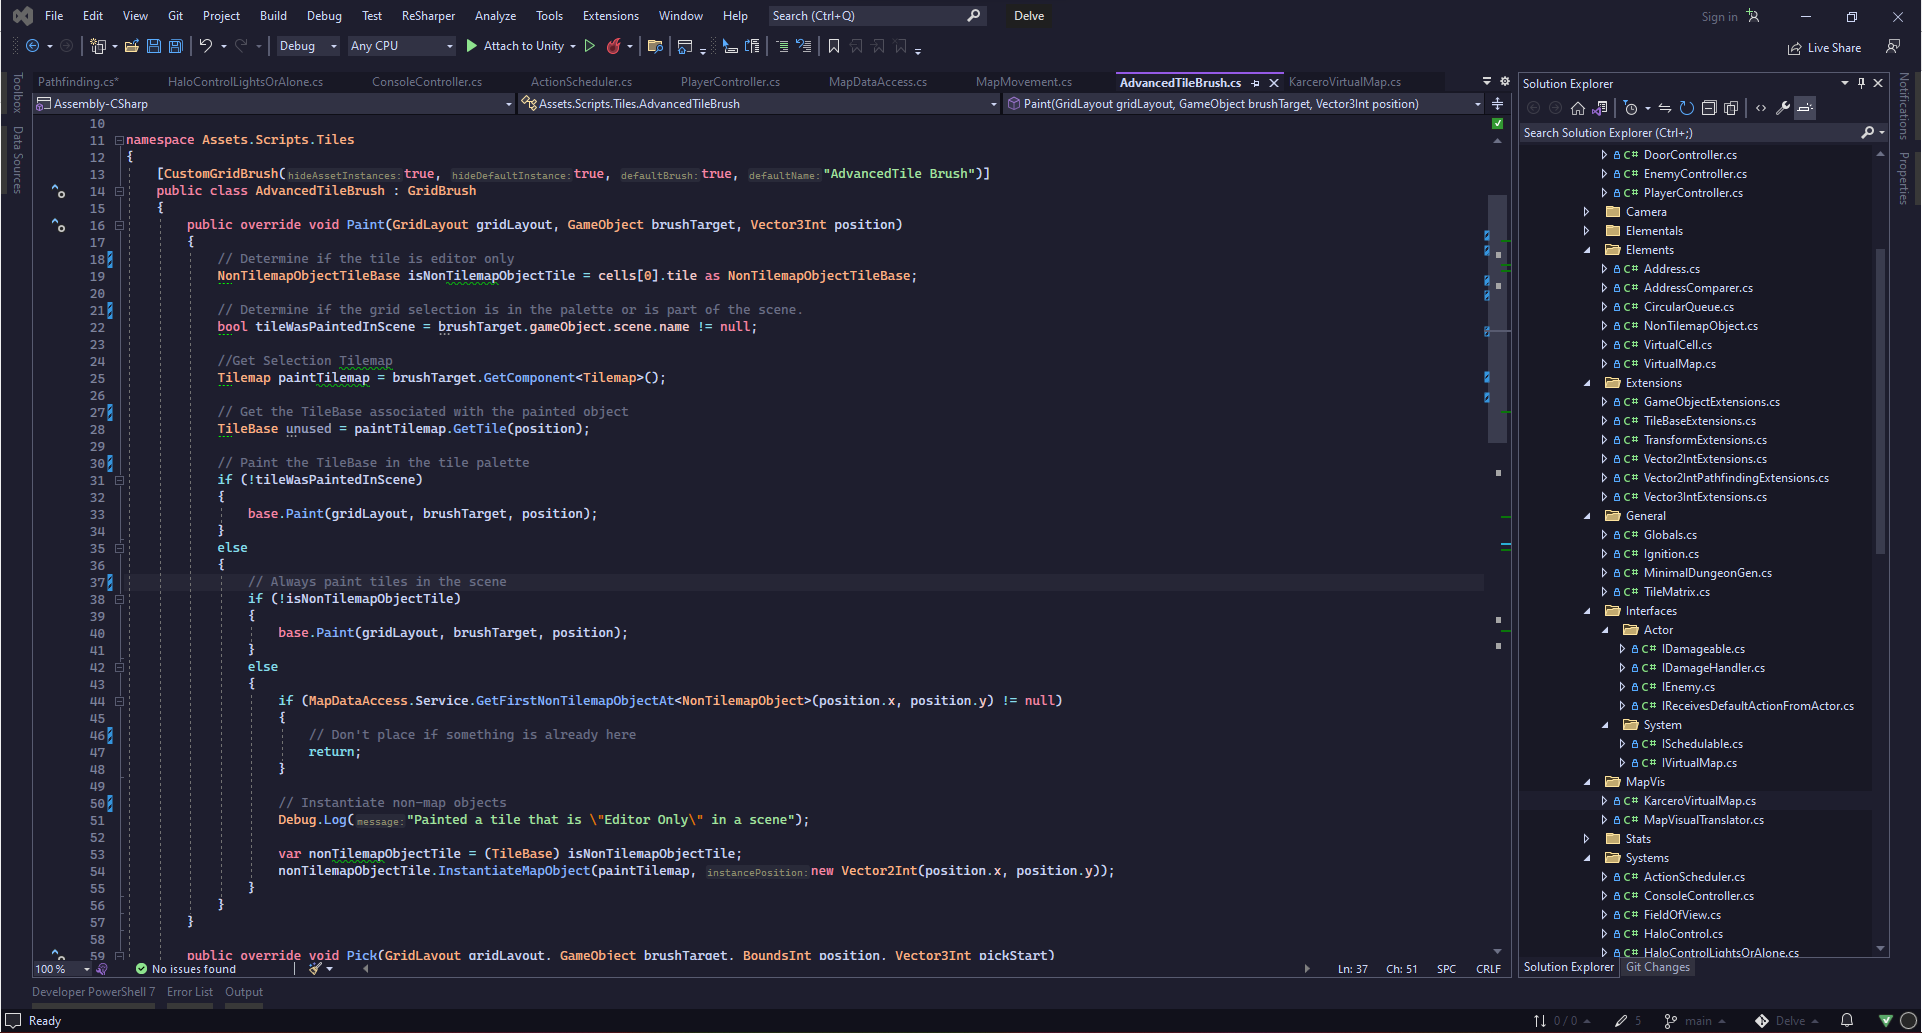 File Edit View Git Project Build Debug Test ReSharper Analyze Tools Extensions Window Help Search (Ctrl+Q) Delve Sign in
Debug Any CPU Attach to Unity Live Share
Pathfinding.cs* HaloControlLightsOrAlone.cs ConsoleController.cs ActionScheduler.cs PlayerController.cs MapDataAccess.cs MapMovement.cs AdvancedTileBrush.cs KarceroVirtualMap.cs
Assembly-CSharp Assets.Scripts.Tiles.AdvancedTileBrush Paint(GridLayout gridLayout, GameObject brushTarget, Vector3Int position)
Toolbox
Data Sources
10
11 namespace Assets.Scripts.Tiles
12 {
13 [CustomGridBrush(hideAssetInstances: true, hideDefaultInstance: true, defaultBrush: true, defaultName: "AdvancedTile Brush")]
14 public class AdvancedTileBrush : GridBrush
15 {
16 public override void Paint(GridLayout gridLayout, GameObject brushTarget, Vector3Int position)
17 {
18 // Determine if the tile is editor only
19 NonTilemapObjectTileBase isNonTilemapObjectTile = cells[0].tile as NonTilemapObjectTileBase;
20
21 // Determine if the grid selection is in the palette or is part of the scene.
22 bool tileWasPaintedInScene = brushTarget.gameObject.scene.name != null;
23
24 //Get Selection Tilemap
25 Tilemap paintTilemap = brushTarget.GetComponent<Tilemap>();
26
27 // Get the TileBase associated with the painted object
28 TileBase unused = paintTilemap.GetTile(position);
29
30 // Paint the TileBase in the tile palette
31 if (!tileWasPaintedInScene)
32 {
33 base.Paint(gridLayout, brushTarget, position);
34 }
35 else
36 {
37 // Always paint tiles in the scene
38 if (!isNonTilemapObjectTile)
39 {
40 base.Paint(gridLayout, brushTarget, position);
41 }
42 else
43 {
44 if (MapDataAccess.Service.GetFirstNonTilemapObjectAt<NonTilemapObject>(position.x, position.y) != null)
45 {
46 // Don't place if something is already here
47 return;
48 }
49
50 // Instantiate non-map objects
51 Debug.Log(message: "Painted a tile that is \"Editor Only\" in a scene");
52
53 var nonTilemapObjectTile = (TileBase) isNonTilemapObjectTile;
54 nonTilemapObjectTile.InstantiateMapObject(paintTilemap, instancePosition: new Vector2Int(position.x, position.y));
55 }
56 }
57 }
58
59 public override void Pick(GridLayout gridLayout, GameObject brushTarget, BoundsInt position, Vector3Int pickStart)
100 % No issues found Ln: 37 Ch: 51 SPC CRLF
Solution Explorer
Search Solution Explorer (Ctrl+;)
C# DoorController.cs
C# EnemyController.cs
C# PlayerController.cs
Camera
Elementals
Elements
C# Address.cs
C# AddressComparer.cs
C# CircularQueue.cs
C# NonTilemapObject.cs
C# VirtualCell.cs
C# VirtualMap.cs
Extensions
C# GameObjectExtensions.cs
C# TileBaseExtensions.cs
C# TransformExtensions.cs
C# Vector2IntExtensions.cs
C# Vector2IntPathfindingExtensions.cs
C# Vector3IntExtensions.cs
General
C# Globals.cs
C# Ignition.cs
C# MinimalDungeonGen.cs
C# TileMatrix.cs
Interfaces
Actor
C# IDamageable.cs
C# IDamageHandler.cs
C# IEnemy.cs
C# IReceivesDefaultActionFromActor.cs
System
C# ISchedulable.cs
C# IVirtualMap.cs
MapVis
C# KarceroVirtualMap.cs
C# MapVisualTranslator.cs
Stats
Systems
C# ActionScheduler.cs
C# ConsoleController.cs
C# FieldOfView.cs
C# HaloControl.cs
C# HaloControlLightsOrAlone.cs
Solution Explorer Git Changes
Notifications
Properties
Developer PowerShell 7 Error List Output
Ready 0 / 0 5 main Delve